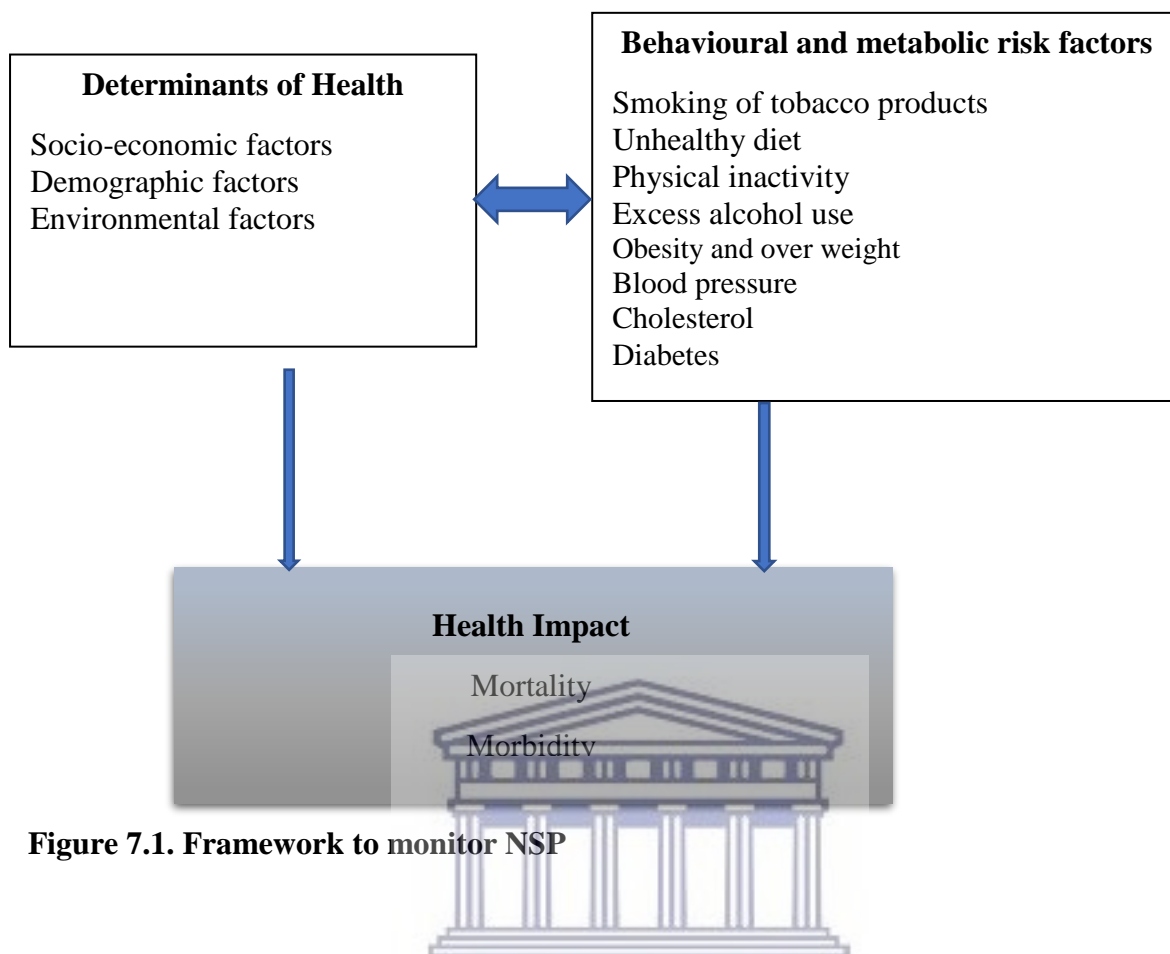 Determinants of Health
Socio-economic factors
Demographic factors
Environmental factors
Behavioural and metabolic risk factors
Smoking of tobacco products
Unhealthy diet
Physical inactivity
Excess alcohol use
Obesity and over weight
Blood pressure
Cholesterol
Diabetes
Health Impact
Mortality
Morbidity
Figure 7.1. Framework to monitor NSP